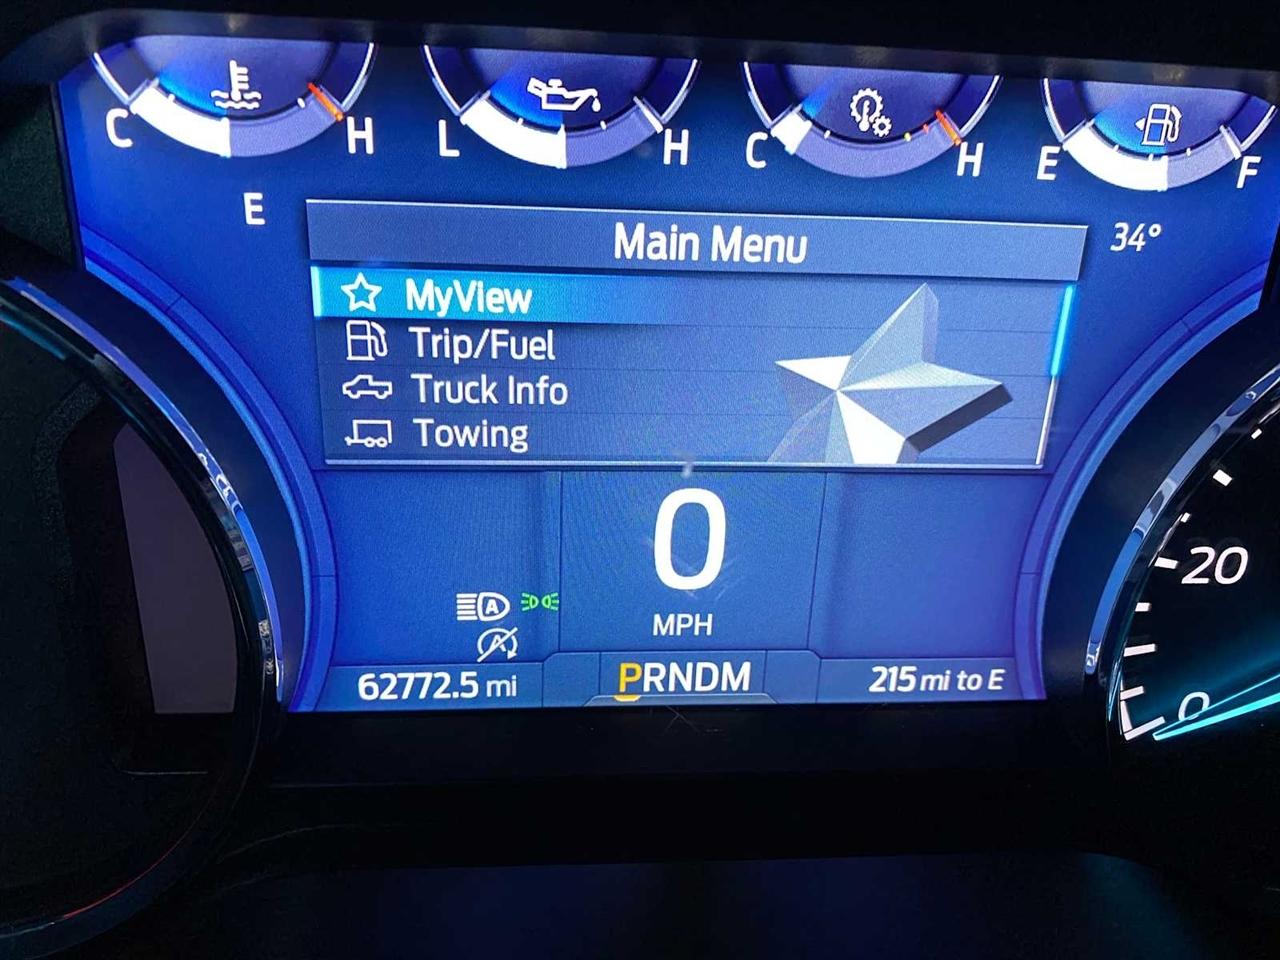 C H L H C H E F
E
34°
Main Menu
MyView
Trip/Fuel
Truck Info
Towing
0
MPH
A
A
62772.5 mi
PRNDM
215 mi to E
20
0